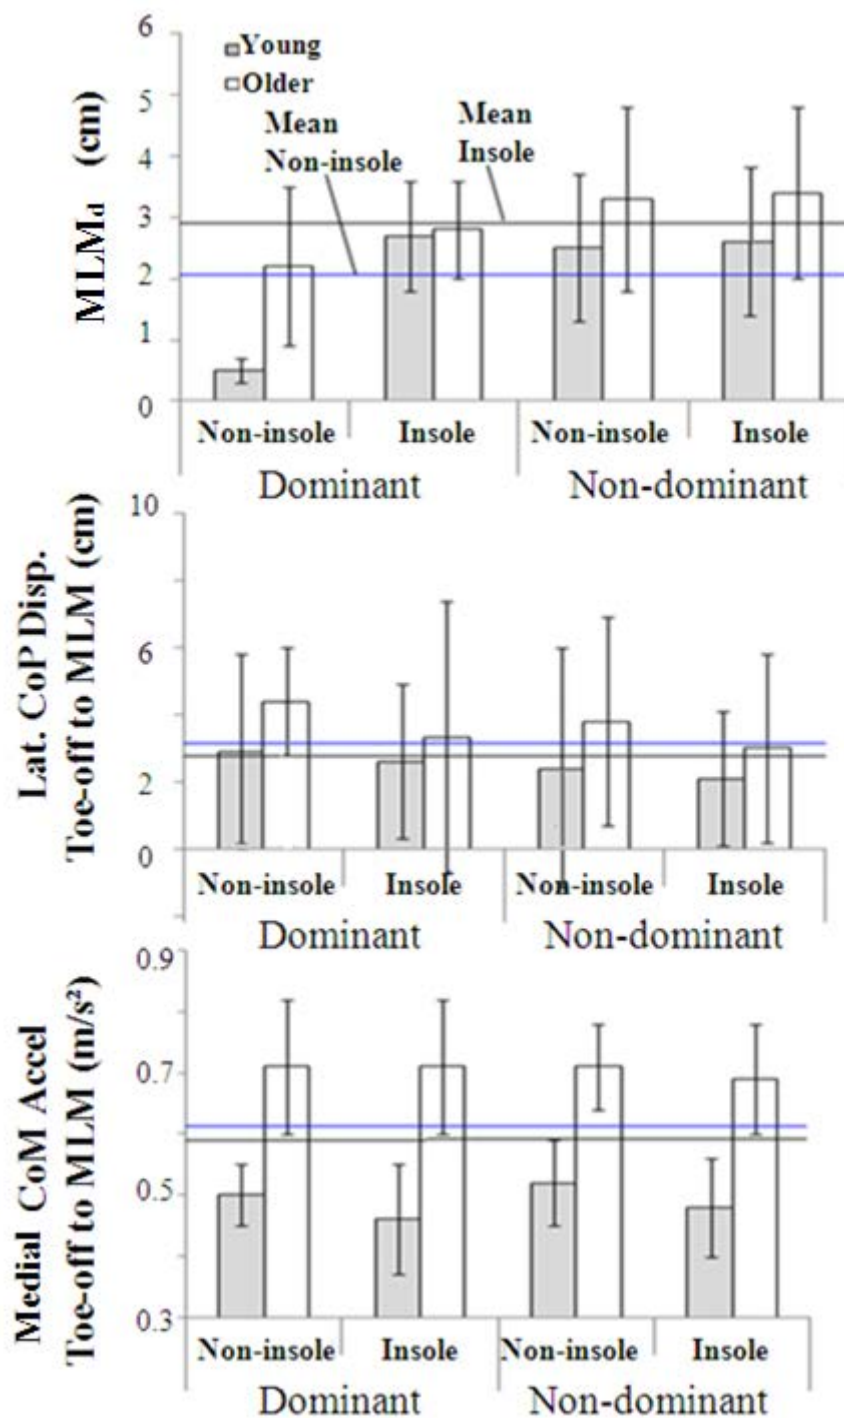 6
5
4
3
2
1
0
MLMd (cm)
Young
Older
Mean
Non-insole
Mean
Insole
Non-insole Insole Non-insole Insole
Dominant Non-dominant
10
6
2
0
Lat. CoP Disp.
Toe-off to MLM (cm)
Non-insole Insole Non-insole Insole
Dominant Non-dominant
0.9
0.7
0.5
0.3
Medial CoM Accel
Toe-off to MLM (m/s²)
Non-insole Insole Non-insole Insole
Dominant Non-dominant